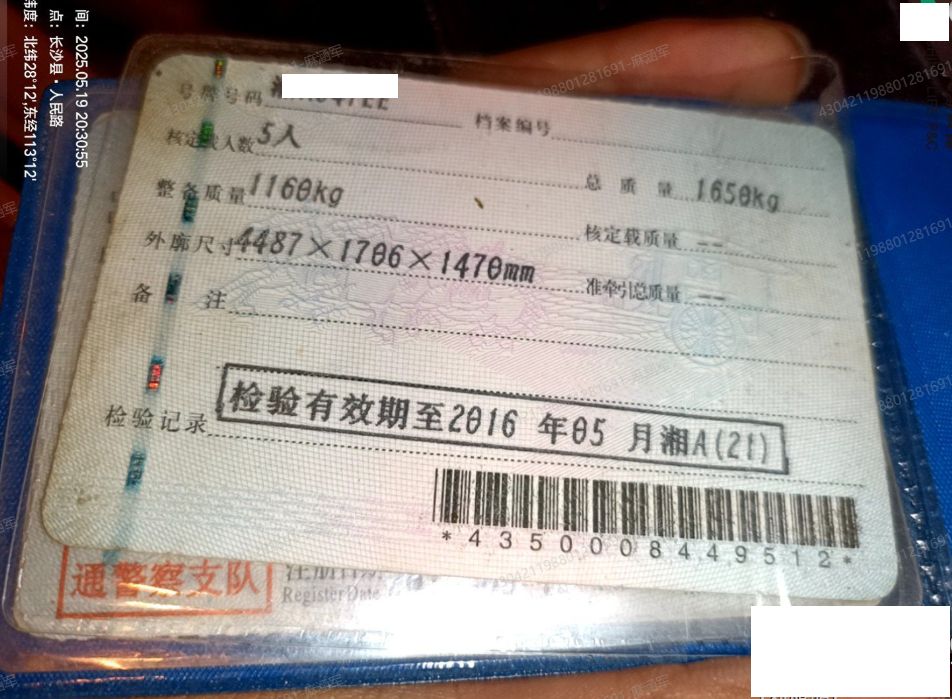 间：2025.05.19 20:30:55
点：长沙县·人民路
纬度：北纬28°12',东经113°12'
号牌号码
档案编号
核定载人数 5人
总质量 1650kg
整备质量 1160kg
核定载质量 --
外廓尺寸 4487×1706×1470mm
准牵引总质量 --
备注
检验记录 检验有效期至2016 年05 月湘A(21)
*4350008449512*
通警察支队
注册日期
Register Date